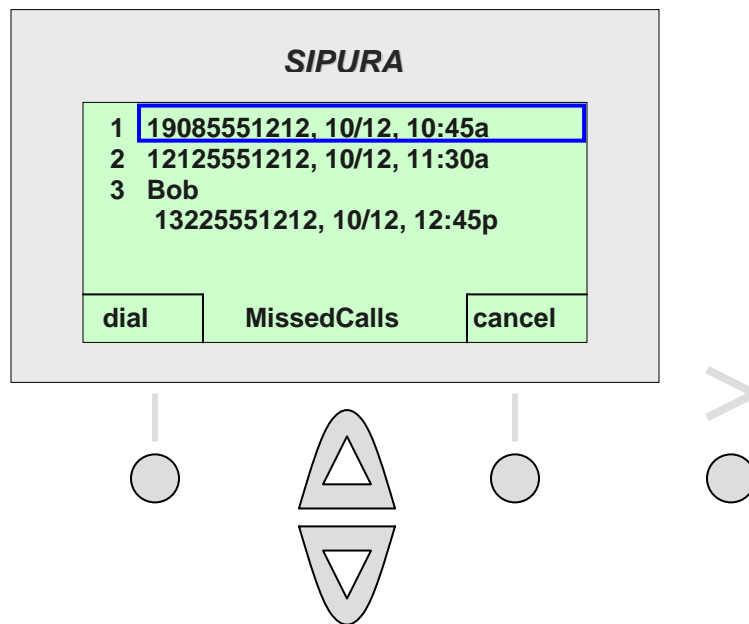 SIPURA
1 19085551212, 10/12, 10:45a
2 12125551212, 10/12, 11:30a
3 Bob
13225551212, 10/12, 12:45p
dial MissedCalls cancel
>